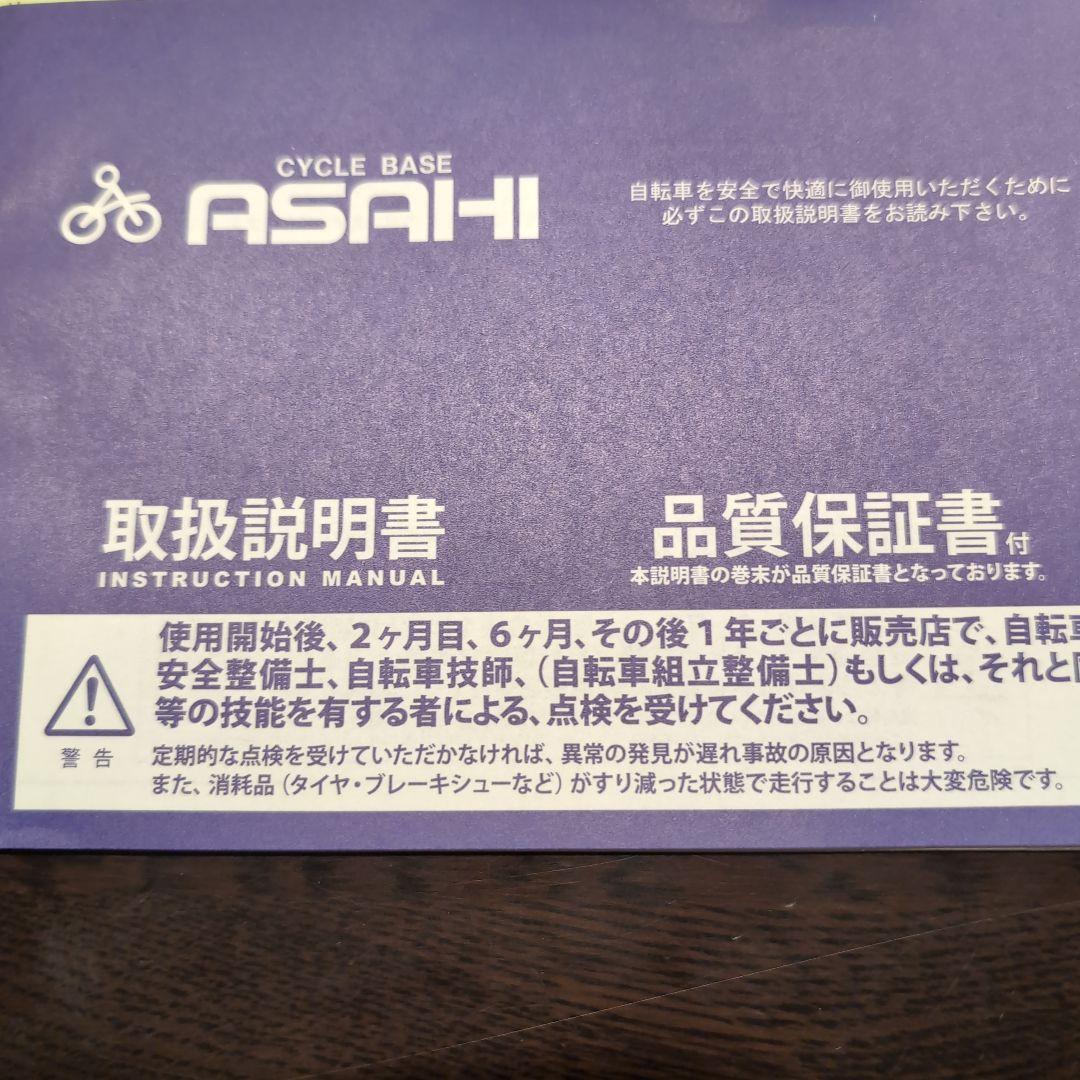 CYCLE BASE
ASAHI
自転車を安全で快適に御使用いただくために
必ずこの取扱説明書をお読み下さい。
取扱説明書
INSTRUCTION MANUAL
品質保証書付
本説明書の巻末が品質保証書となっております。
使用開始後、2ヶ月目、6ヶ月、その後1年ごとに販売店で、自転車
安全整備士、自転車技師、(自転車組立整備士)もしくは、それと
等の技能を有する者による、点検を受けてください。
警告
定期的な点検を受けていただかなければ、異常の発見が遅れ事故の原因となります。
また、消耗品(タイヤ・ブレーキシューなど)がすり減った状態で走行することは大変危険です。